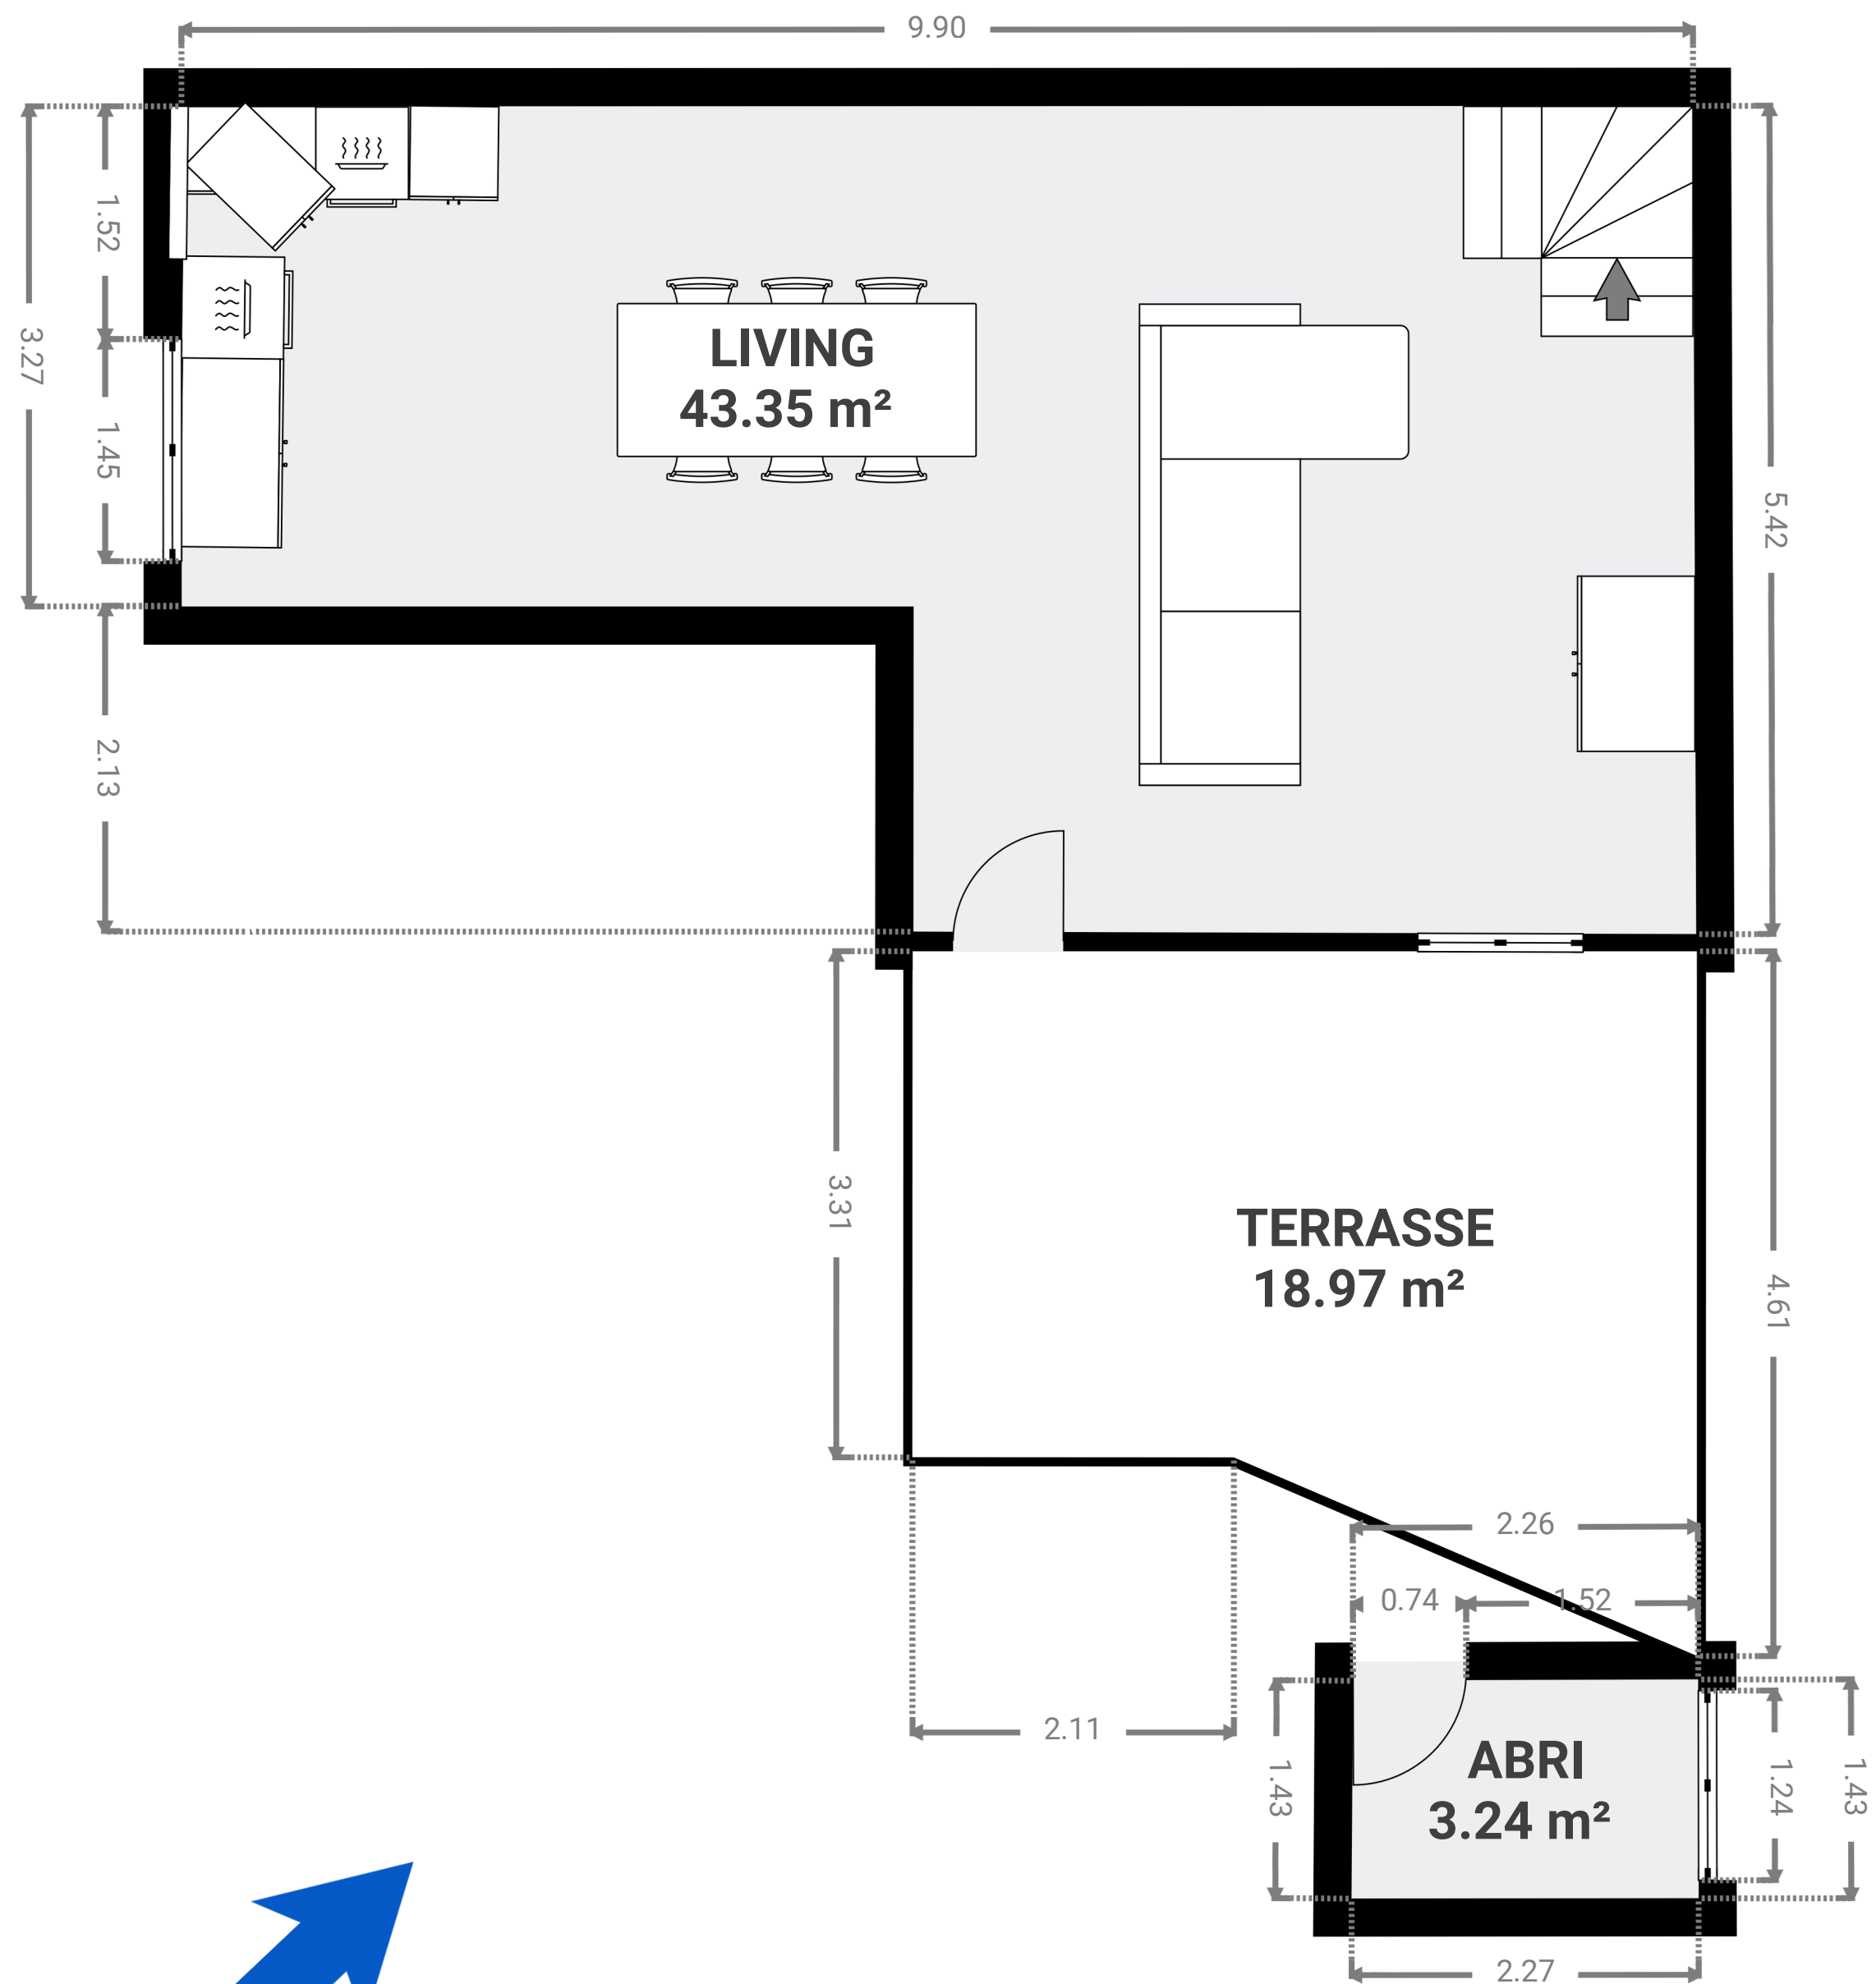 9.90
1.52
3.27
1.45
2.13
5.42
LIVING
43.35 m²
3.31
4.61
TERRASSE
18.97 m²
2.26
0.74
1.52
2.11
1.43
ABRI
3.24 m²
1.24
1.43
2.27